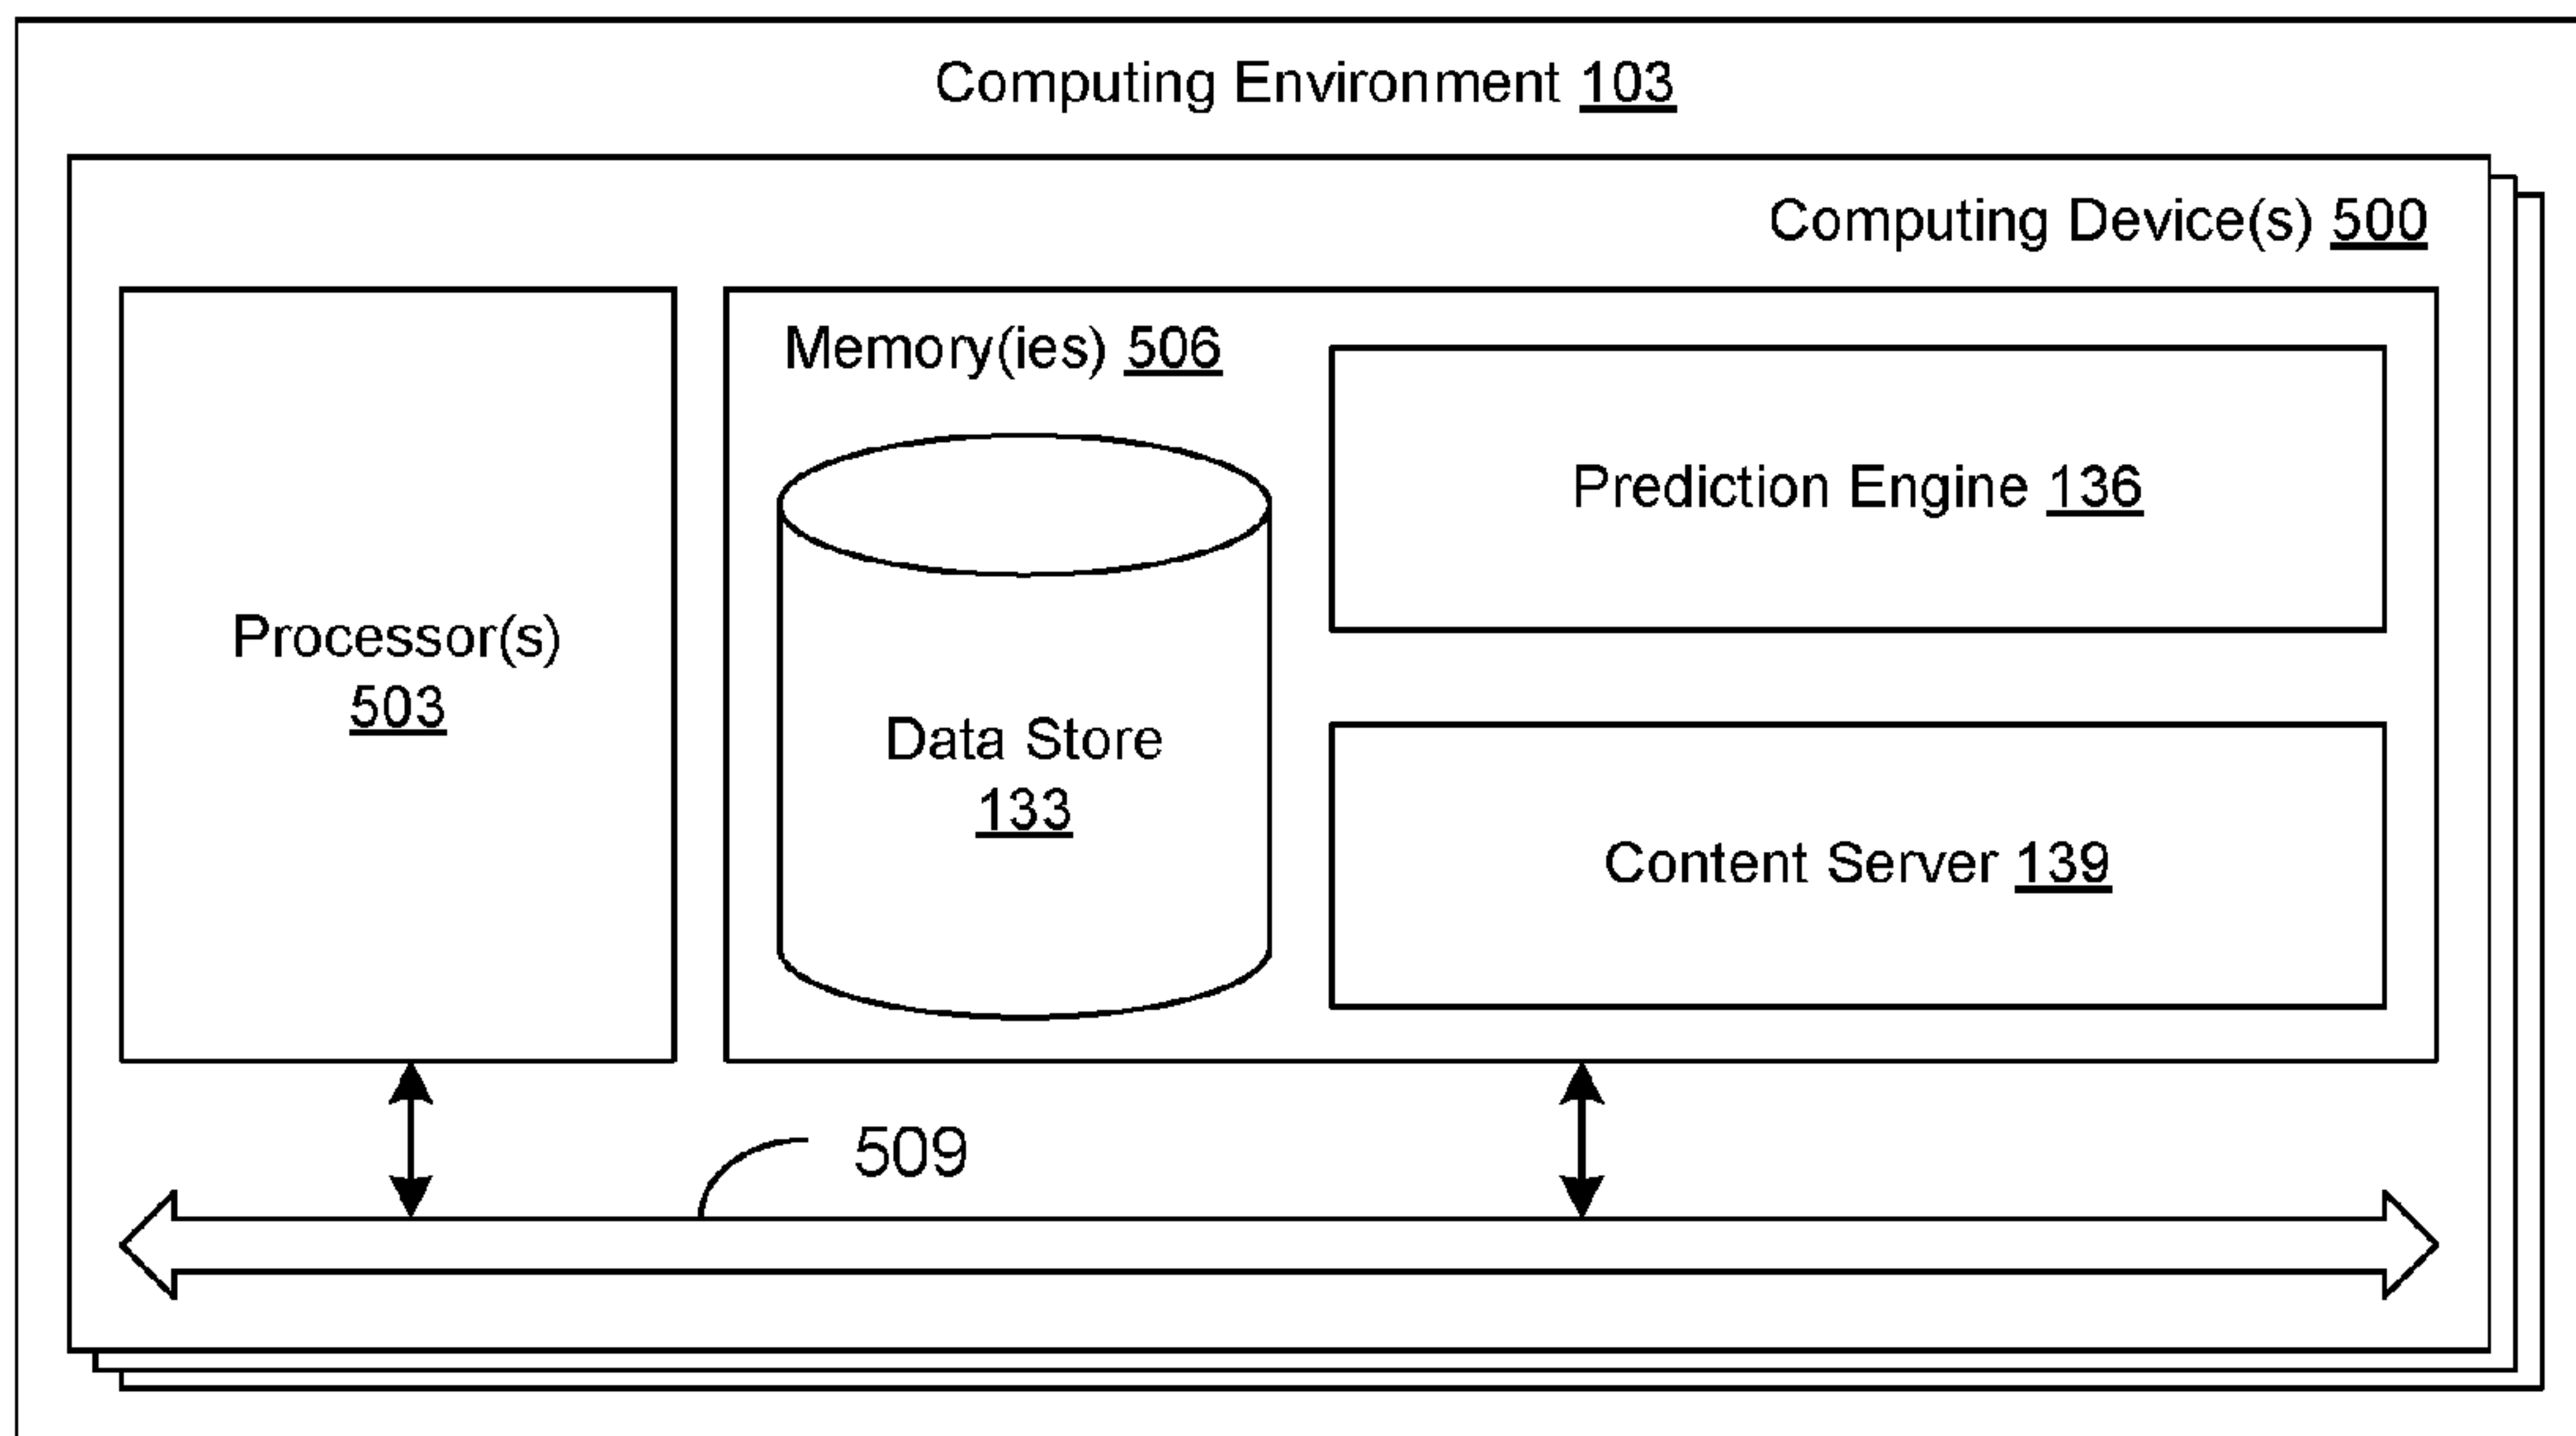 Computing Environment 103
Computing Device(s) 500
Memory(ies) 506
Prediction Engine 136
Processor(s)
503
Data Store
133
Content Server 139
509